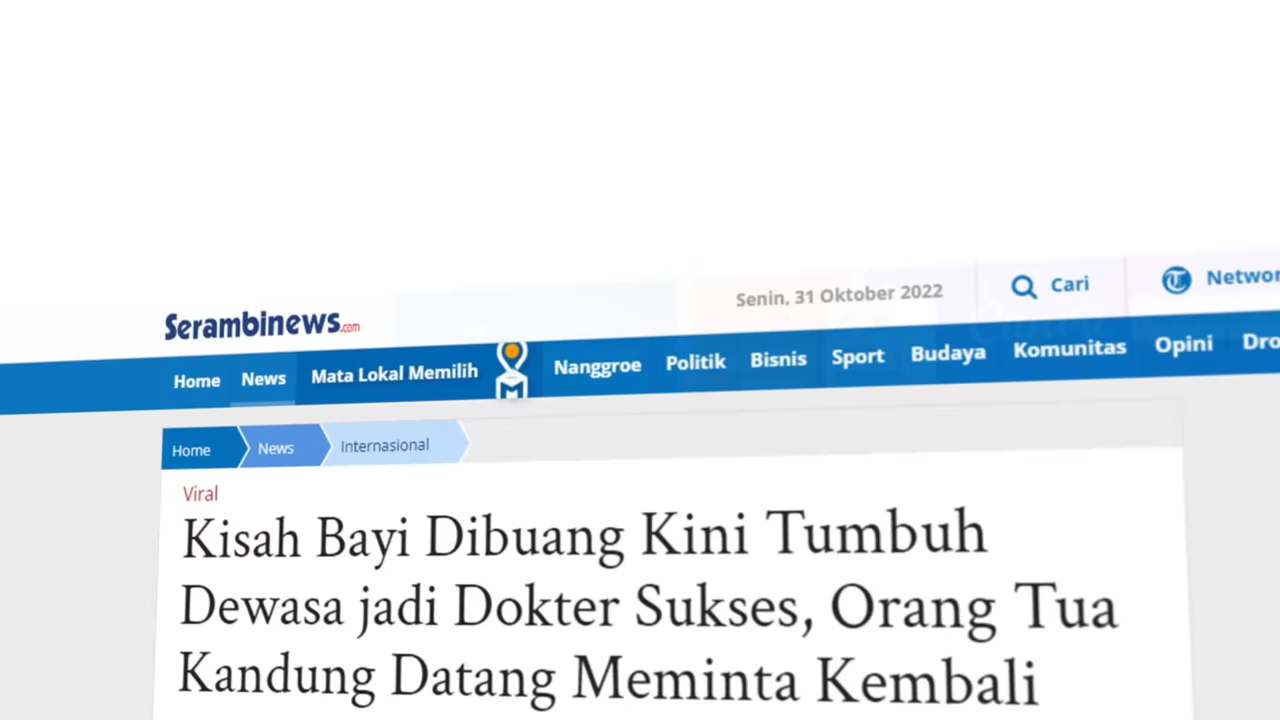 Senin, 31 Oktober 2022
Cari
Serambinews.com
Home News Mata Lokal Memilih Nanggroe Politik Bisnis Sport Budaya Komunitas Opini
Home News Internasional
Viral
Kisah Bayi Dibuang Kini Tumbuh
Dewasa jadi Dokter Sukses, Orang Tua
Kandung Datang Meminta Kembali